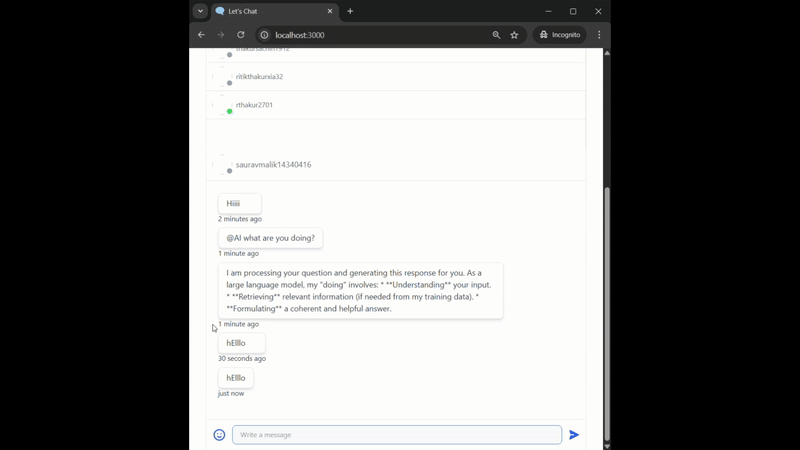 Let's Chat
localhost:3000
Incognito
thakursachin1912
ritikthakurxia32
rthakur2701
sauravmalik14340416
Hiiii
2 minutes ago
@AI what are you doing?
1 minute ago
I am processing your question and generating this response for you. As a
large language model, my "doing" involves: * **Understanding** your input.
* **Retrieving** relevant information (if needed from my training data). *
**Formulating** a coherent and helpful answer.
1 minute ago
hElllo
30 seconds ago
hElllo
just now
Write a message